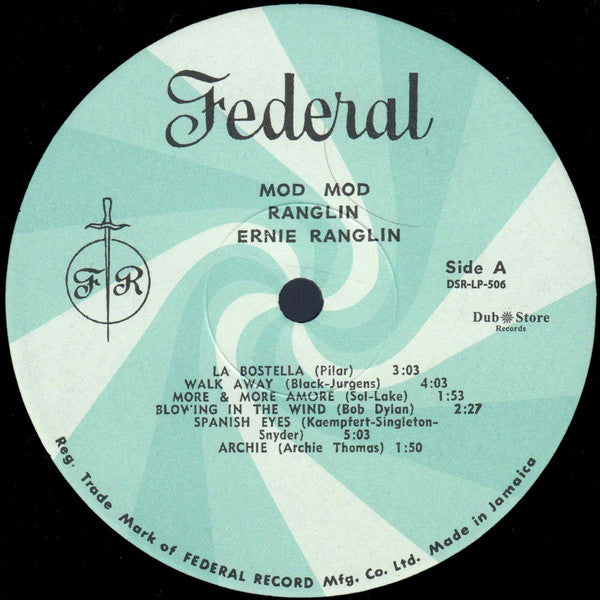 Federal
MOD MOD
RANGLIN
ERNIE RANGLIN
F R
Side A
DSR-LP-506
Dub Store
Records
LA BOSTELLA (Pilar) 3:03
WALK AWAY (Black-Jurgens) 4:03
MORE & MORE AMORE (Sol-Lake) 1:53
BLOW'ING IN THE WIND (Bob Dylan) 2:27
SPANISH EYES (Kaempfert-Singleton-
Snyder) 5:03
ARCHIE (Archie Thomas) 1:50
Reg. Trade Mark of FEDERAL RECORD Mfg. Co. Ltd. Made in Jamaica